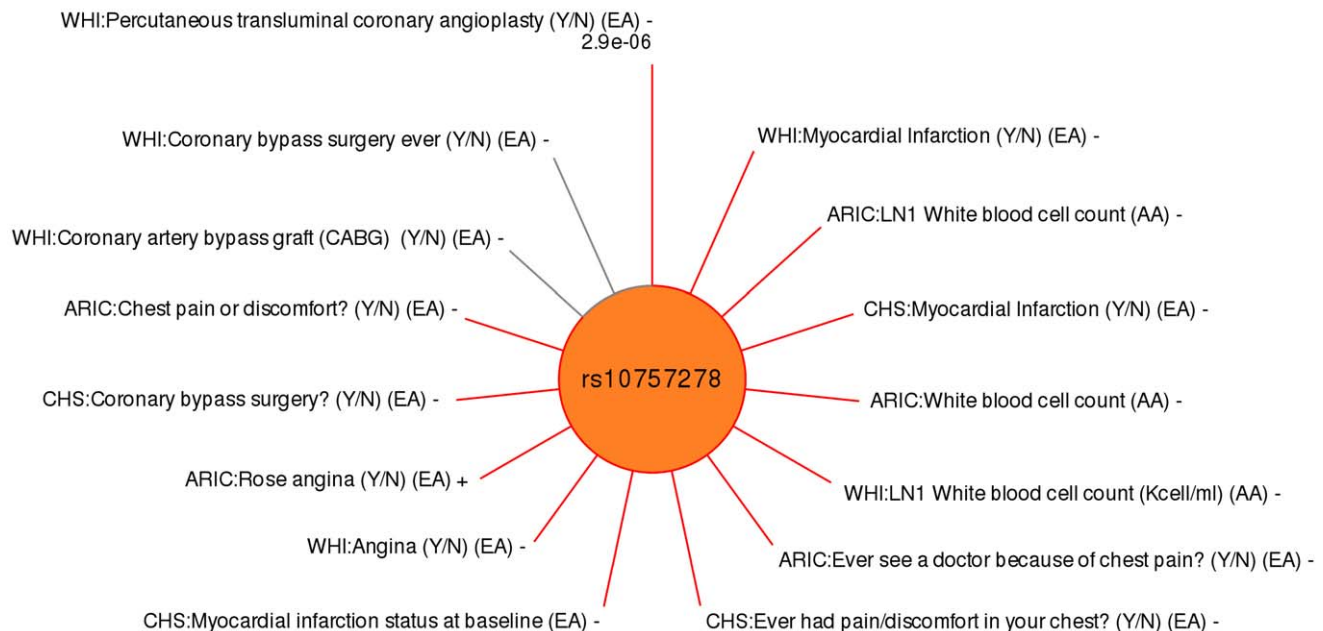 WHI:Percutaneous transluminal coronary angioplasty (Y/N) (EA) -
2.9e-06
WHI:Coronary bypass surgery ever (Y/N) (EA) -
WHI:Myocardial Infarction (Y/N) (EA) -
ARIC:LN1 White blood cell count (AA) -
WHI:Coronary artery bypass graft (CABG) (Y/N) (EA) -
ARIC:Chest pain or discomfort? (Y/N) (EA) -
CHS:Myocardial Infarction (Y/N) (EA) -
rs10757278
CHS:Coronary bypass surgery? (Y/N) (EA) -
ARIC:White blood cell count (AA) -
ARIC:Rose angina (Y/N) (EA) +
WHI:LN1 White blood cell count (Kcell/ml) (AA) -
WHI:Angina (Y/N) (EA) -
ARIC:Ever see a doctor because of chest pain? (Y/N) (EA) -
CHS:Myocardial infarction status at baseline (EA) -
CHS:Ever had pain/discomfort in your chest? (Y/N) (EA) -